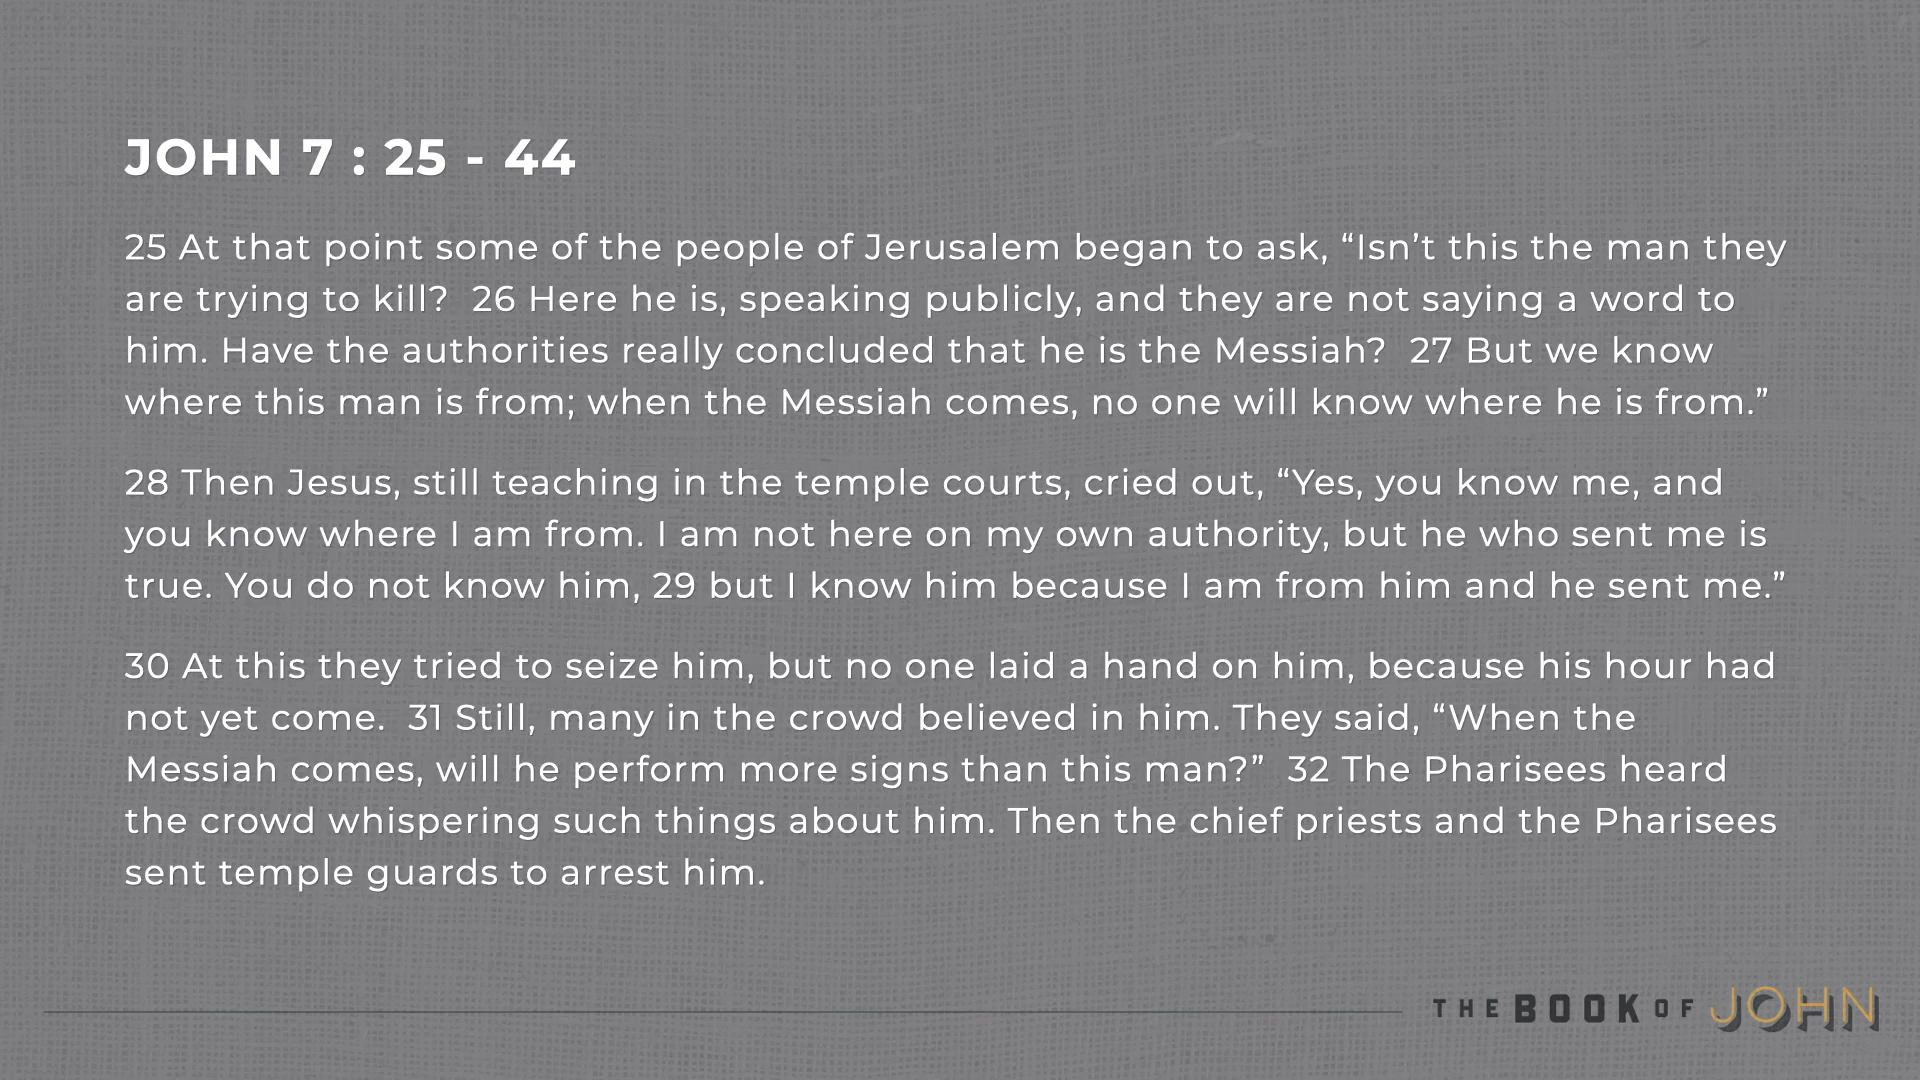 JOHN 7 : 25 - 44
25 At that point some of the people of Jerusalem began to ask, “Isn’t this the man they
are trying to kill?  26 Here he is, speaking publicly, and they are not saying a word to
him. Have the authorities really concluded that he is the Messiah?  27 But we know
where this man is from; when the Messiah comes, no one will know where he is from.”
28 Then Jesus, still teaching in the temple courts, cried out, “Yes, you know me, and
you know where I am from. I am not here on my own authority, but he who sent me is
true. You do not know him, 29 but I know him because I am from him and he sent me.”
30 At this they tried to seize him, but no one laid a hand on him, because his hour had
not yet come.  31 Still, many in the crowd believed in him. They said, “When the
Messiah comes, will he perform more signs than this man?”  32 The Pharisees heard
the crowd whispering such things about him. Then the chief priests and the Pharisees
sent temple guards to arrest him.
THE BOOK OF JOHN